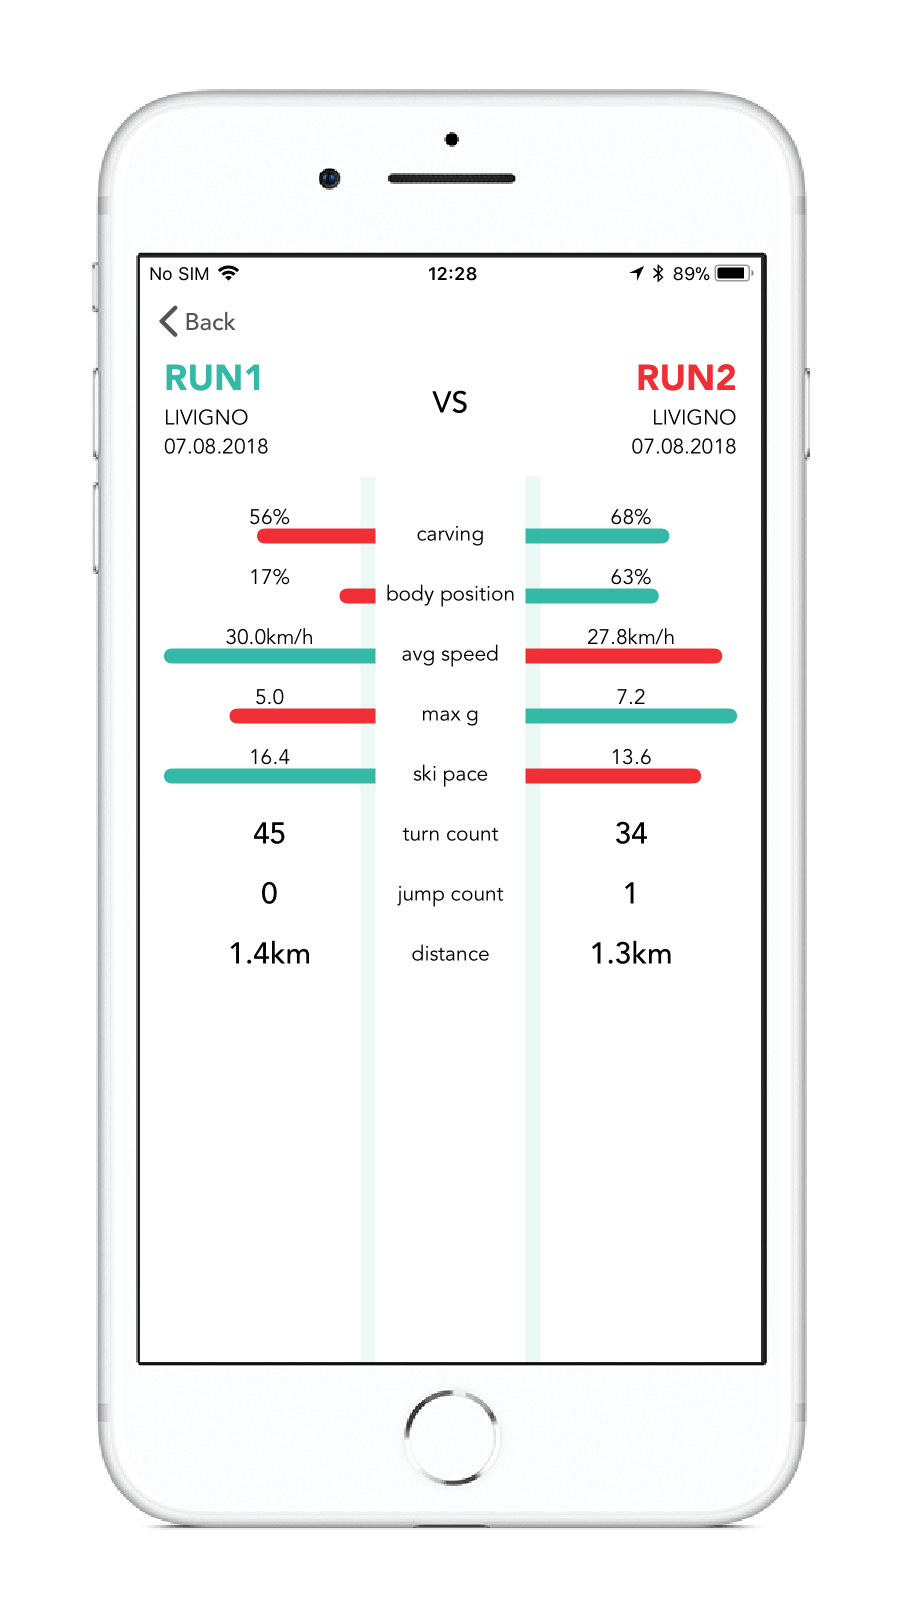 No SIM 12:28 89%
Back
RUN1 VS RUN2
LIVIGNO LIVIGNO
07.08.2018 07.08.2018
56% carving 68%
17% body position 63%
30.0km/h avg speed 27.8km/h
5.0 max g 7.2
16.4 ski pace 13.6
45 turn count 34
0 jump count 1
1.4km distance 1.3km